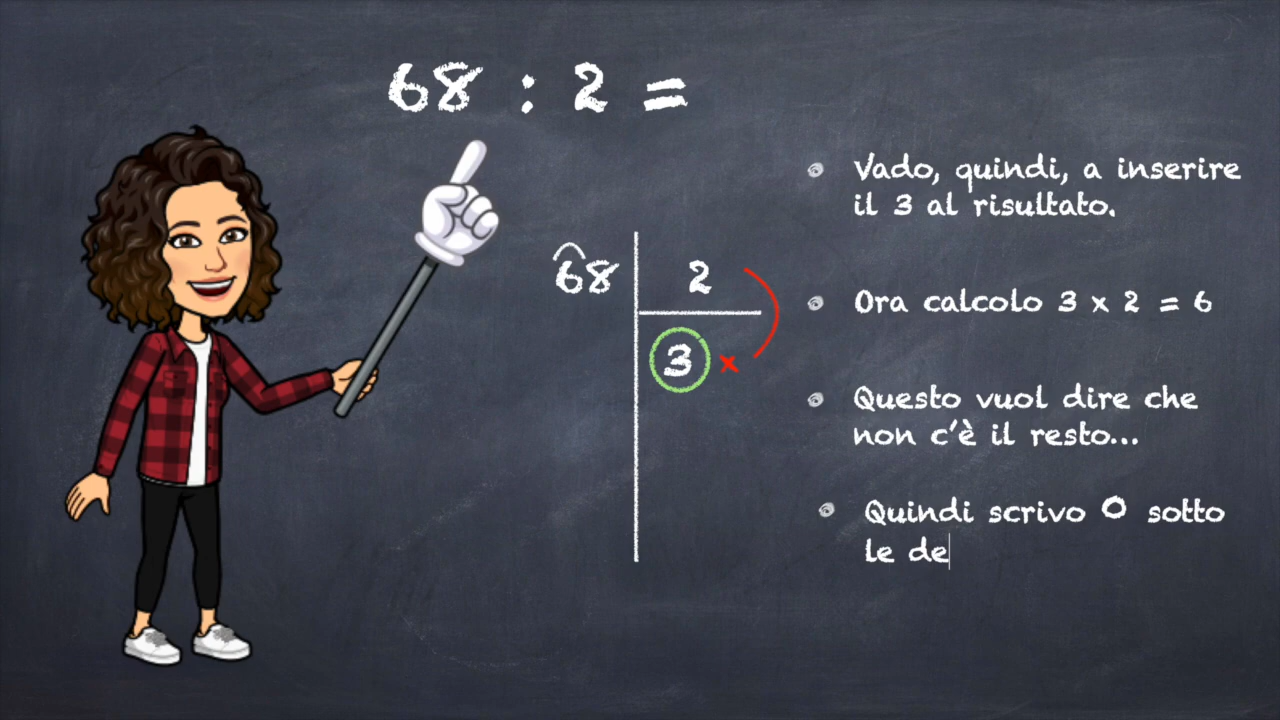 68 : 2 =
Vado, quindi, a inserire
il 3 al risultato.
68 2
3 x
Ora calcolo 3 x 2 = 6
Questo vuol dire che
non c'è il resto...
Quindi scrivo 0 sotto
le de